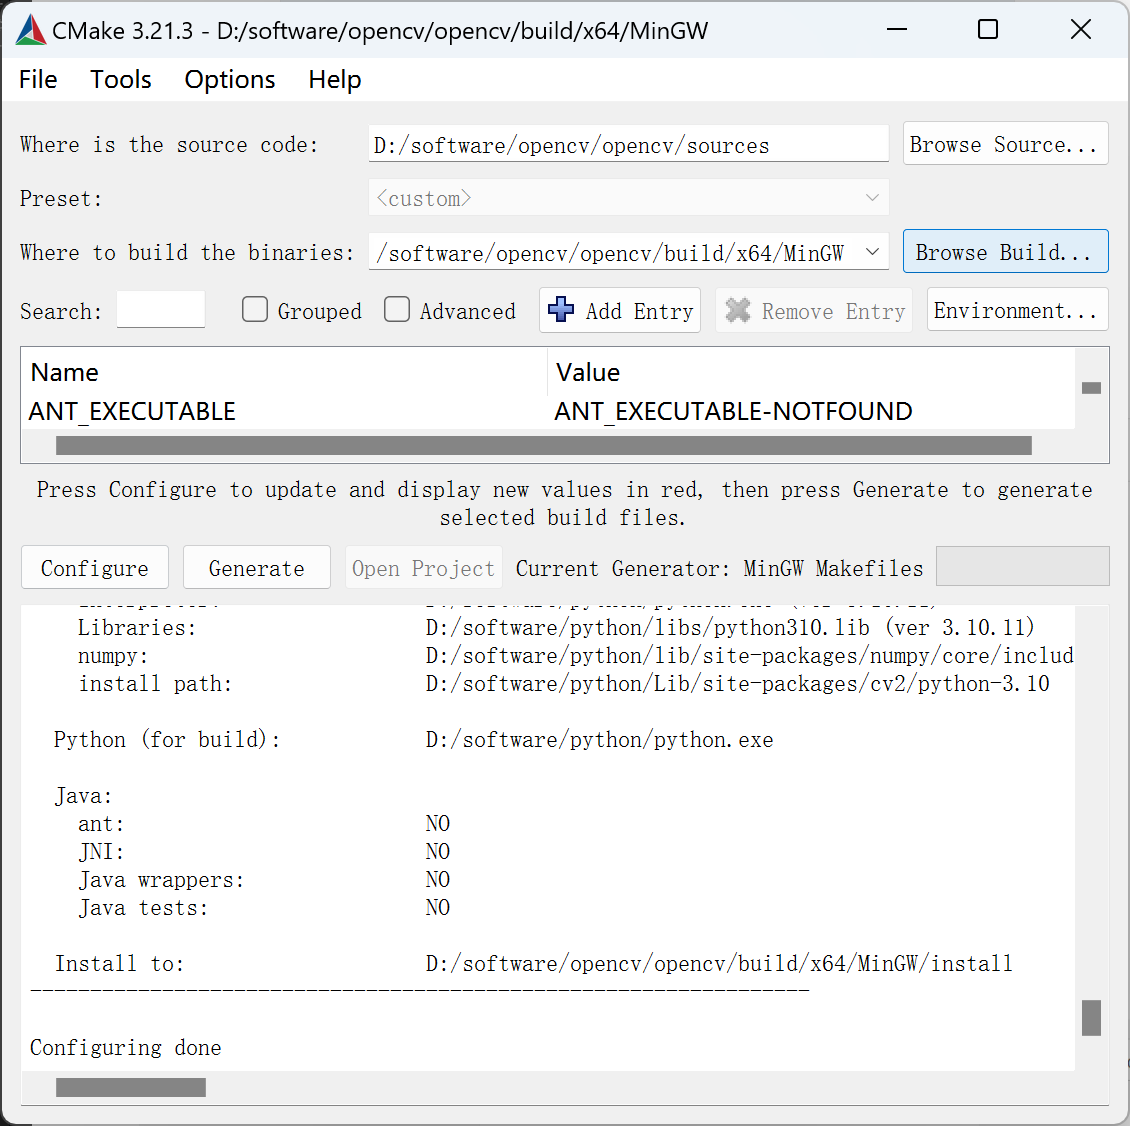 CMake 3.21.3 - D:/software/opencv/opencv/build/x64/MinGW
File Tools Options Help
Where is the source code: D:/software/opencv/opencv/sources Browse Source...
Preset: <custom>
Where to build the binaries: /software/opencv/opencv/build/x64/MinGW Browse Build...
Search: Grouped Advanced Add Entry Remove Entry Environment...
Name Value
ANT_EXECUTABLE ANT_EXECUTABLE-NOTFOUND
Press Configure to update and display new values in red, then press Generate to generate
selected build files.
Configure Generate Open Project Current Generator: MinGW Makefiles
Libraries: D:/software/python/libs/python310.lib (ver 3.10.11)
numpy: D:/software/python/lib/site-packages/numpy/core/includ
install path: D:/software/python/Lib/site-packages/cv2/python-3.10
Python (for build): D:/software/python/python.exe
Java:
ant: NO
JNI: NO
Java wrappers: NO
Java tests: NO
Install to: D:/software/opencv/opencv/build/x64/MinGW/install
-----------------------------------------------------------------
Configuring done